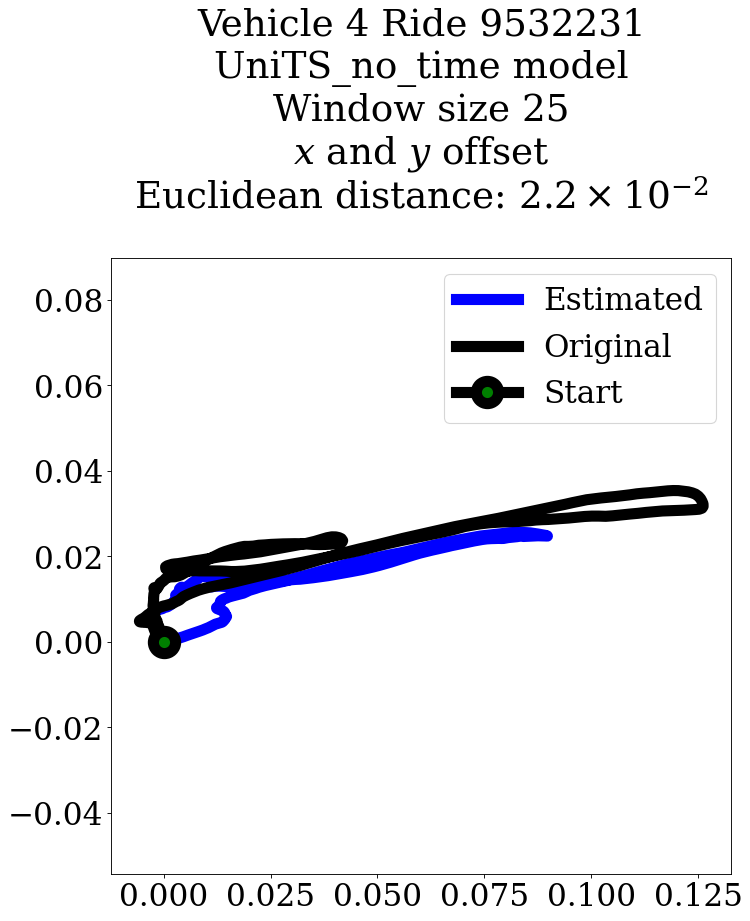 Vehicle 4 Ride 9532231
UniTS_no_time model
Window size 25
x and y offset
Euclidean distance: 2.2 × 10⁻²
Estimated
Original
Start
0.08
0.06
0.04
0.02
0.00
−0.02
−0.04
0.000 0.025 0.050 0.075 0.100 0.125